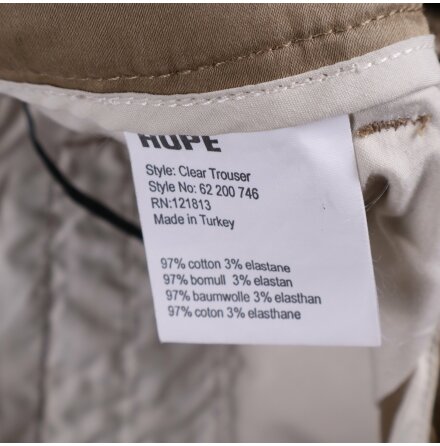 HOPE
Style: Clear Trouser
Style No: 62 200 746
RN:121813
Made in Turkey
97% cotton 3% elastane
97% bomull 3% elastan
97% baumwolle 3% elasthan
97% coton 3% elasthane